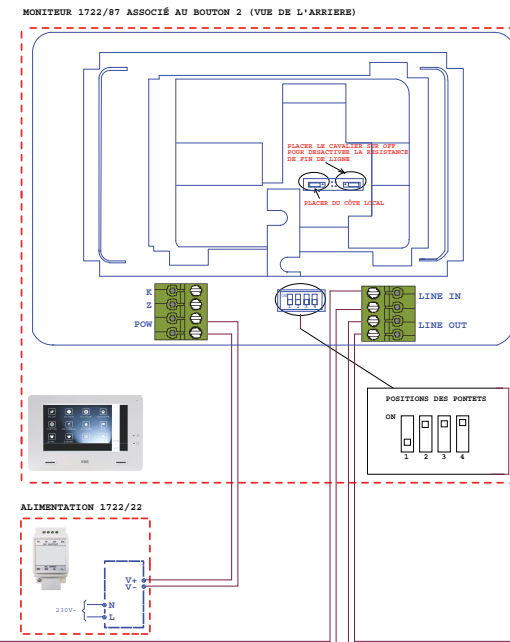 MONITEUR 1722/87 ASSOCIÉ AU BOUTON 2 (VUE DE L'ARRIERE)
PLACER LE CAVALIER SUR OFF
POUR DESACTIVER LA RESISTANCE
DE FIN DE LIGNE
PLACER DU CÔTE LOCAL
K
Z
POW
LINE IN
LINE OUT
POSITIONS DES PONTETS
ON
1 2 3 4
ALIMENTATION 1722/22
V+
V-
230V~
N
L